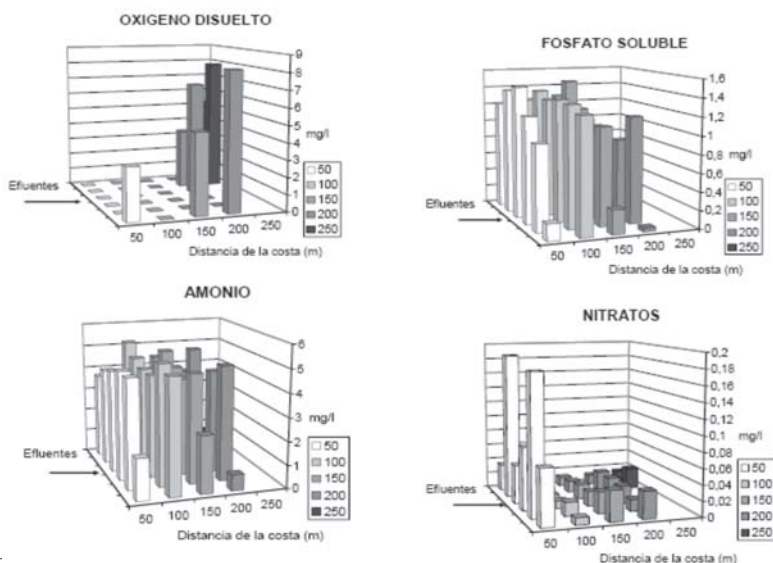 OXIGENO DISUELTO
9
8
7
6
5
4
3
2
1
0
mg/l
50
100
150
200
250
Efluentes
50 100 150 200 250
Distancia de la costa (m)
FOSFATO SOLUBLE
1,6
1,4
1,2
1
0,8
0,6
0,4
0,2
0
mg/l
50
100
150
200
250
Efluentes
50 100 150 200 250
Distancia de la costa (m)
AMONIO
6
5
4
3
2
1
0
mg/l
50
100
150
200
250
Efluentes
50 100 150 200 250
Distancia de la costa (m)
NITRATOS
0,2
0,18
0,16
0,14
0,12
0,1
0,08
0,06
0,04
0,02
0
mg/l
50
100
150
200
250
Efluentes
50 100 150 200 250
Distancia de la costa (m)